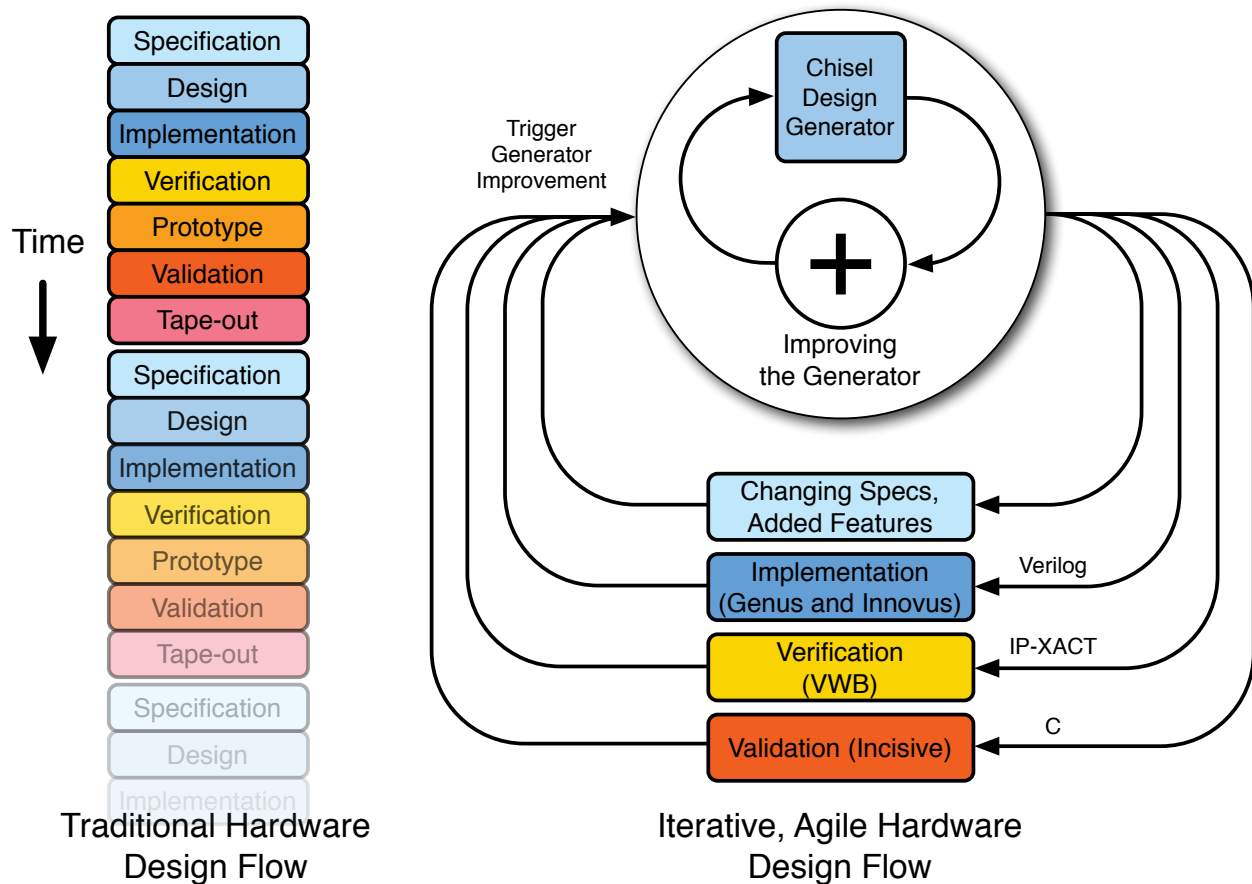 Time
Specification
Design
Implementation
Verification
Prototype
Validation
Tape-out
Specification
Design
Implementation
Verification
Prototype
Validation
Tape-out
Specification
Design
Implementation
Traditional Hardware
Design Flow
Trigger
Generator
Improvement
Chisel
Design
Generator
+
Improving
the Generator
Changing Specs,
Added Features
Implementation
(Genus and Innovus)
Verilog
Verification
(VWB)
IP-XACT
Validation (Incisive)
C
Iterative, Agile Hardware
Design Flow